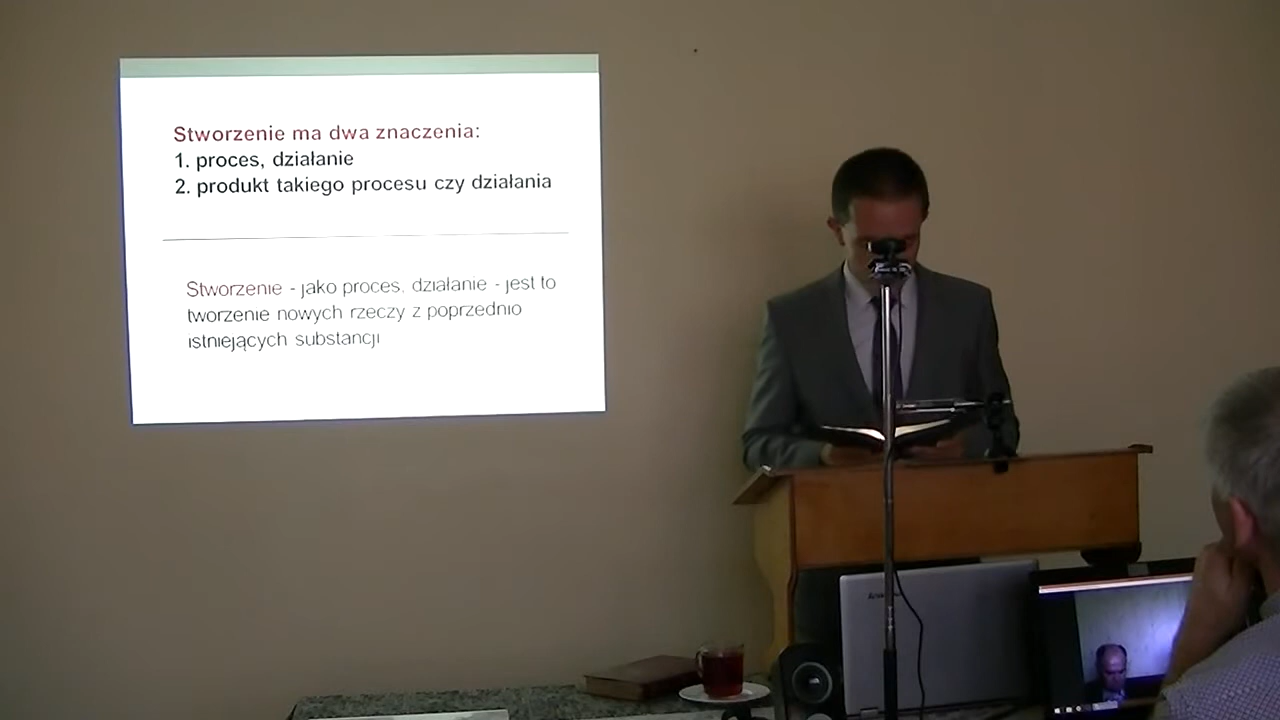 Stworzenie ma dwa znaczenia:
1. proces, działanie
2. produkt takiego procesu czy działania
Stworzenie - jako proces, działanie - jest to
tworzenie nowych rzeczy z poprzednio
istniejących substancji